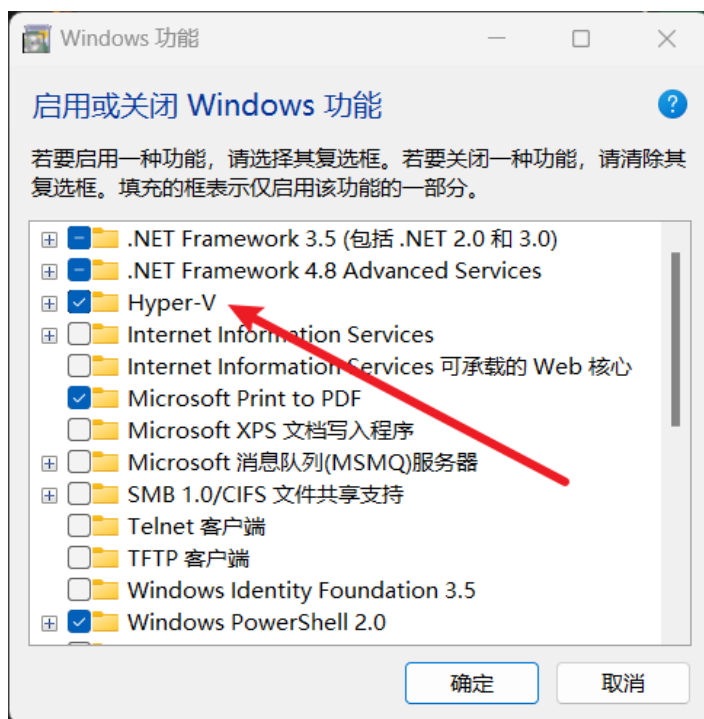 Windows 功能
启用或关闭 Windows 功能
若要启用一种功能，请选择其复选框。若要关闭一种功能，请清除其
复选框。填充的框表示仅启用该功能的一部分。
.NET Framework 3.5 (包括 .NET 2.0 和 3.0)
.NET Framework 4.8 Advanced Services
Hyper-V
Internet Information Services
Internet Information Services 可承载的 Web 核心
Microsoft Print to PDF
Microsoft XPS 文档写入程序
Microsoft 消息队列(MSMQ)服务器
SMB 1.0/CIFS 文件共享支持
Telnet 客户端
TFTP 客户端
Windows Identity Foundation 3.5
Windows PowerShell 2.0
确定
取消